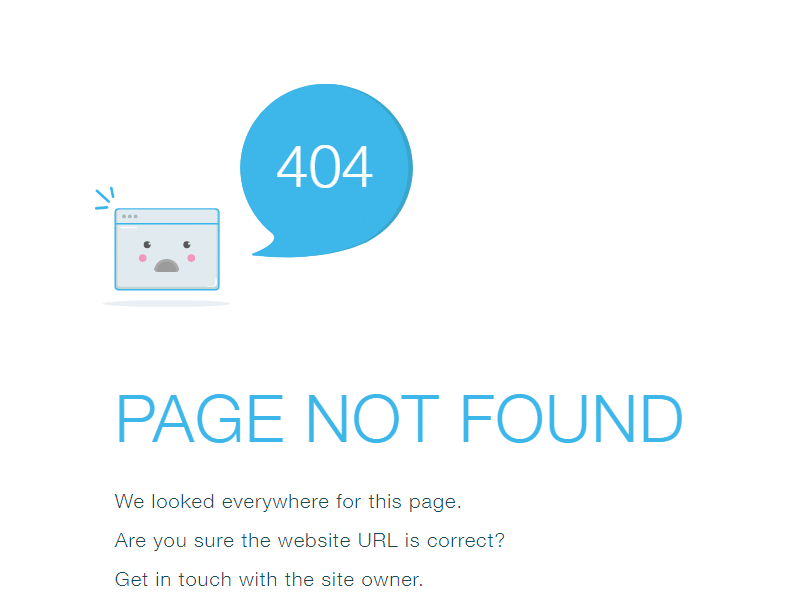 404
PAGE NOT FOUND
We looked everywhere for this page.
Are you sure the website URL is correct?
Get in touch with the site owner.